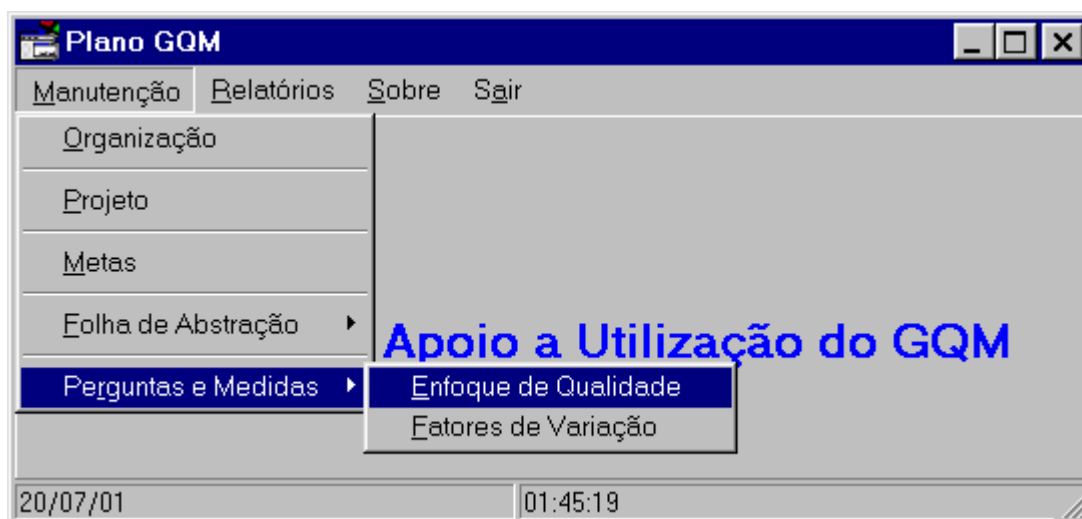 Plano GQM
Manutenção Relatórios Sobre Sair
Organização
Projeto
Metas
Folha de Abstração
Apoio a Utilização do GQM
Perguntas e Medidas
Enfoque de Qualidade
Fatores de Variação
20/07/01 01:45:19